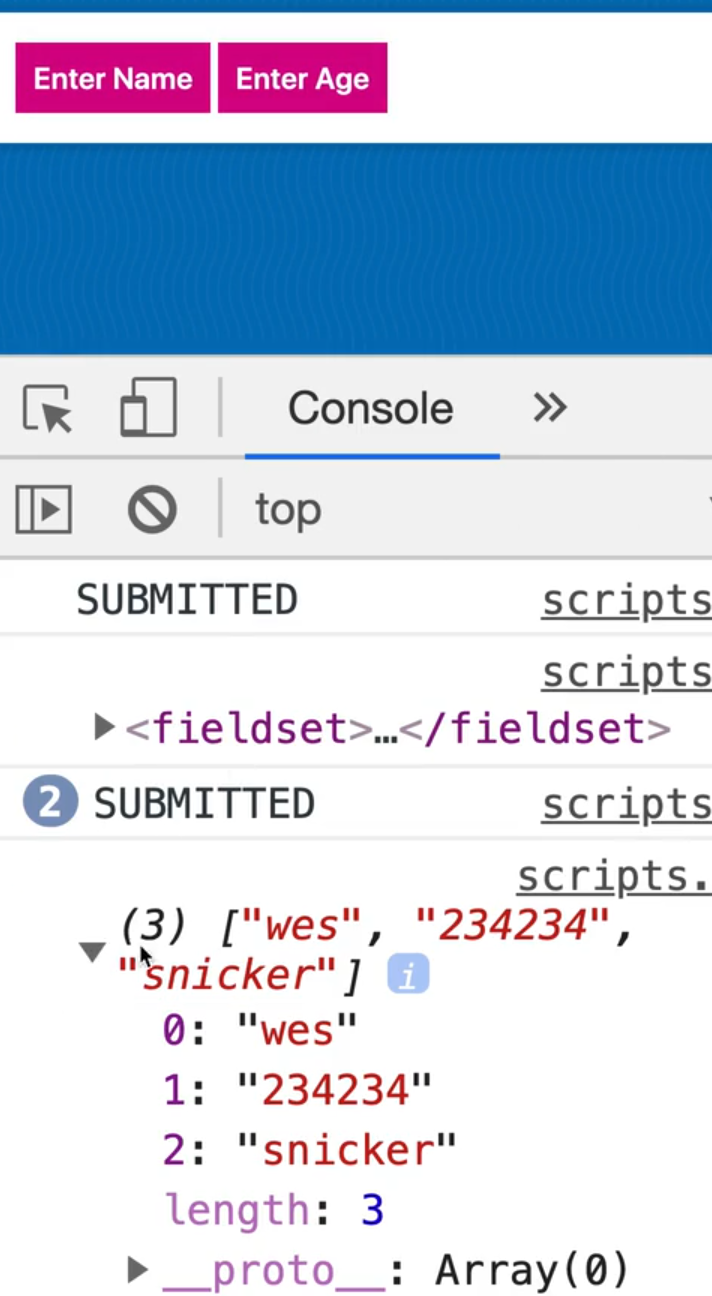 Enter Name Enter Age
Console
top
SUBMITTED scripts
scripts
<fieldset>…</fieldset>
2 SUBMITTED scripts
scripts.
(3) ["wes", "234234",
"snicker"] i
0: "wes"
1: "234234"
2: "snicker"
length: 3
__proto__: Array(0)